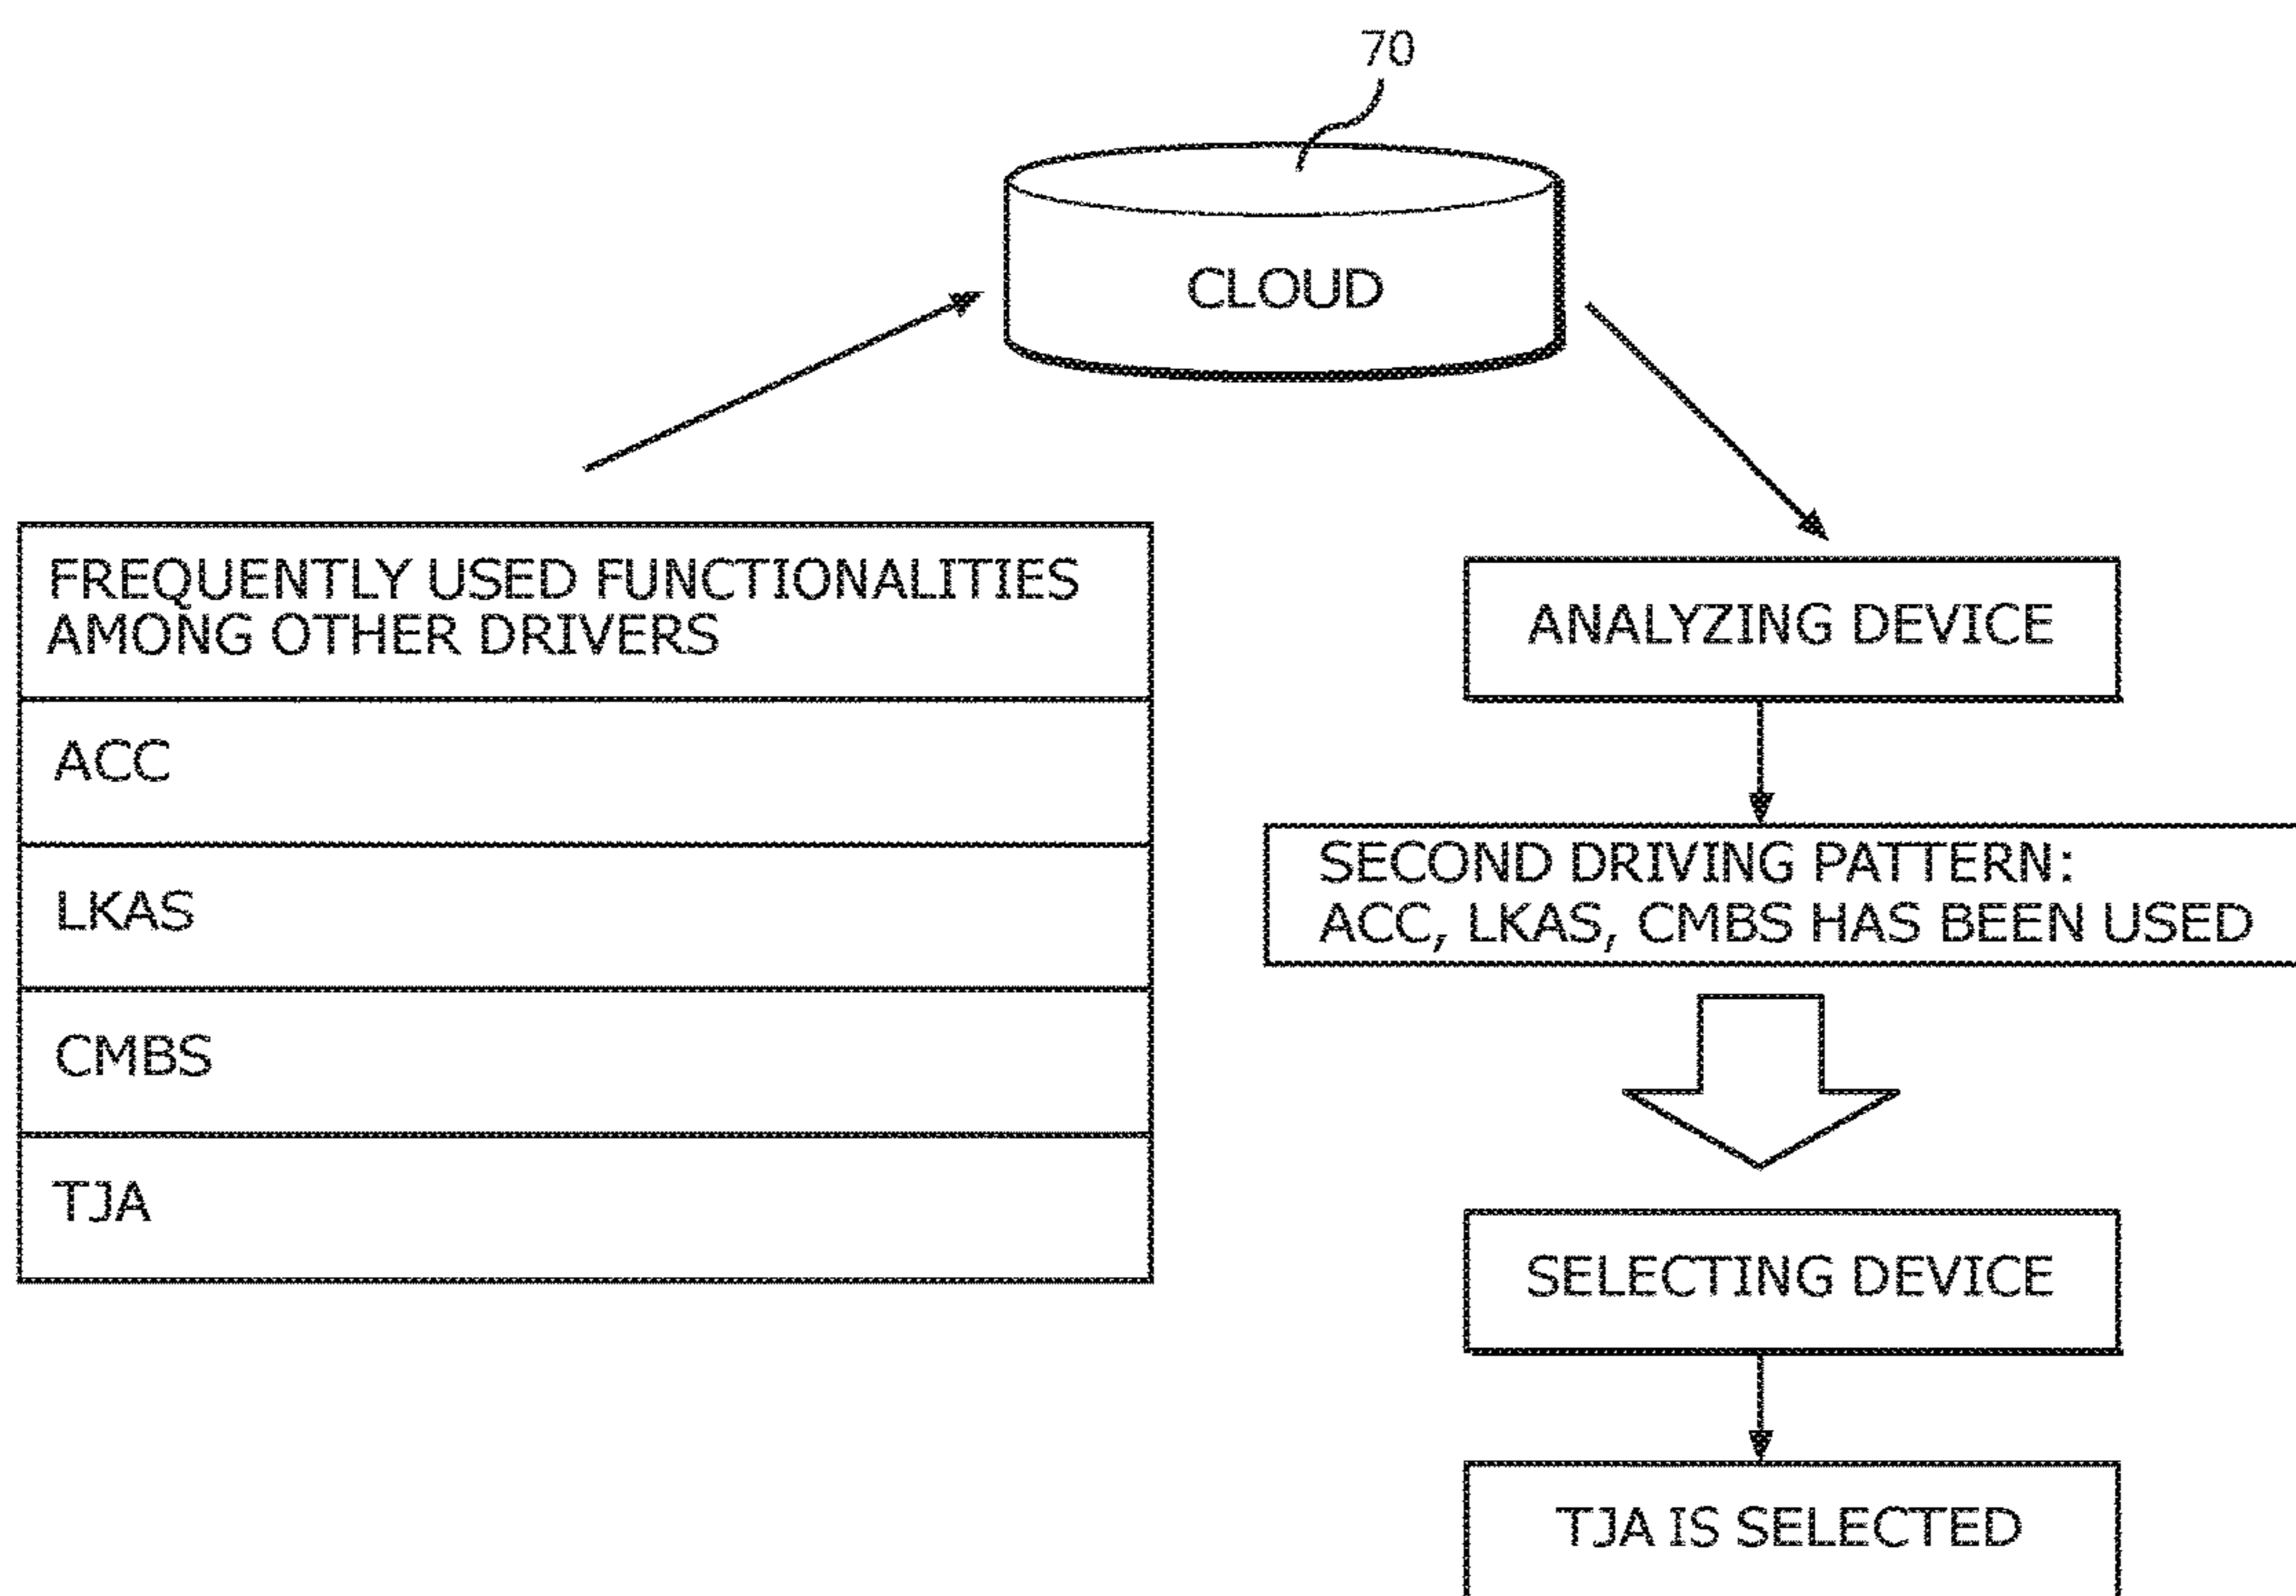 70
CLOUD
FREQUENTLY USED FUNCTIONALITIES
AMONG OTHER DRIVERS
ACC
LKAS
CMBS
TJA
ANALYZING DEVICE
SECOND DRIVING PATTERN:
ACC, LKAS, CMBS HAS BEEN USED
SELECTING DEVICE
TJA IS SELECTED